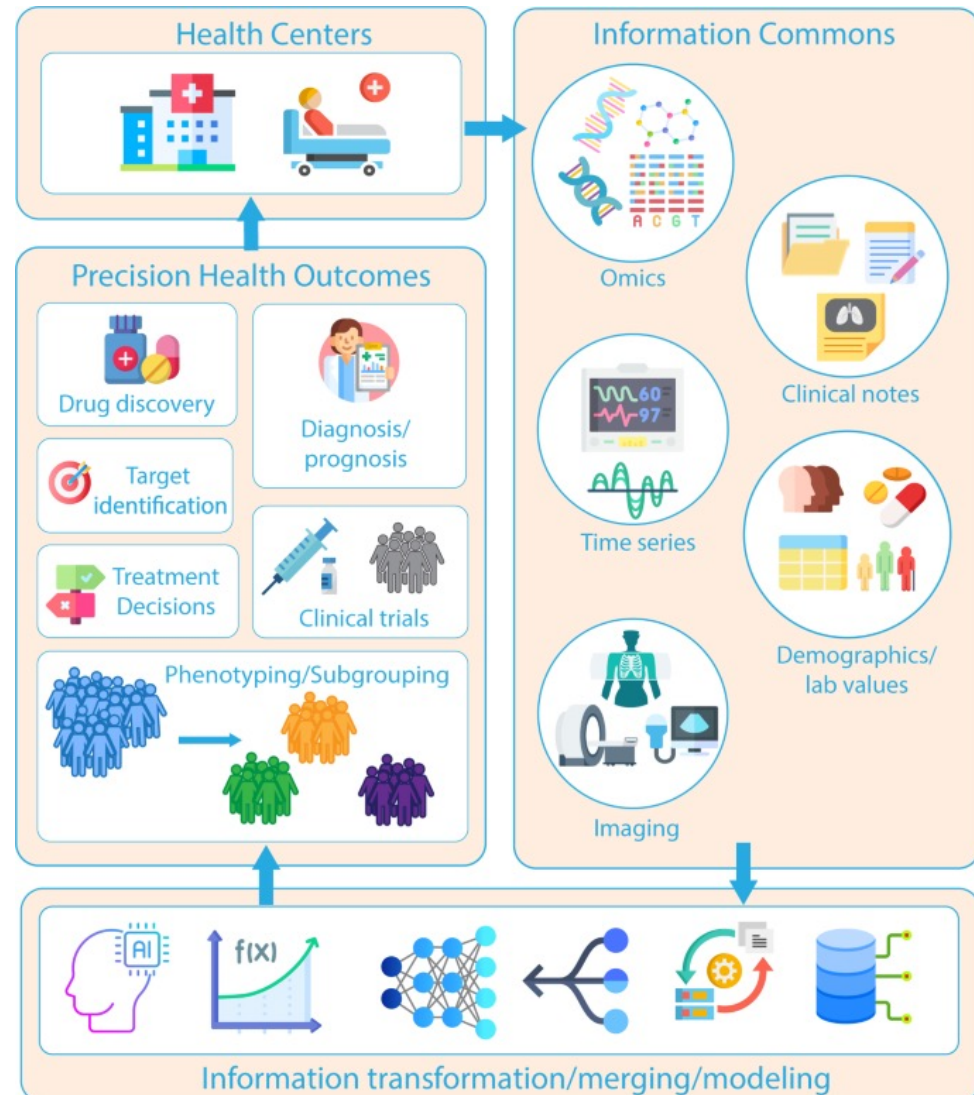 Health Centers
Information Commons
A C G T
Omics
Clinical notes
60
97
Time series
Demographics/
lab values
Imaging
Precision Health Outcomes
Drug discovery
Diagnosis/
prognosis
Target
identification
Treatment
Decisions
Clinical trials
Phenotyping/Subgrouping
AI
f(X)
Information transformation/merging/modeling